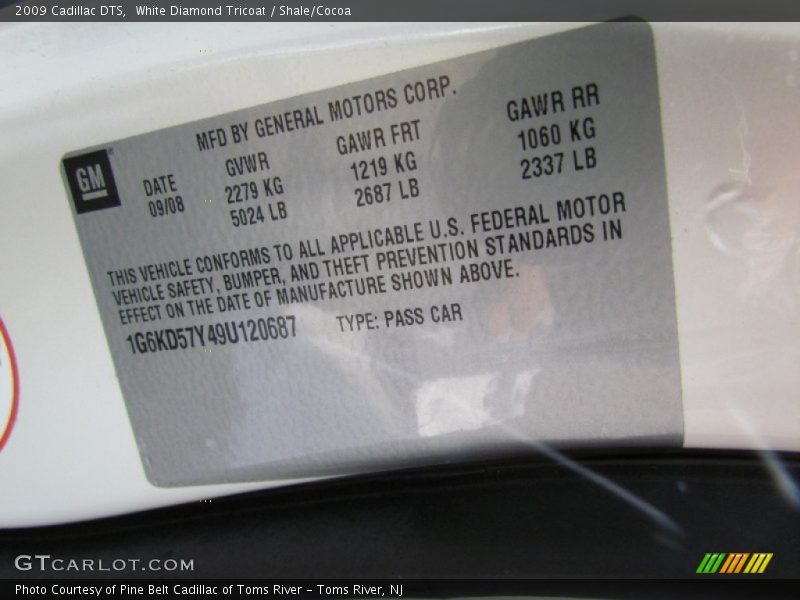 2009 Cadillac DTS,  White Diamond Tricoat / Shale/Cocoa
MFD BY GENERAL MOTORS CORP.
GM
DATE GVWR GAWR FRT GAWR RR
09/08 2279 KG 1219 KG 1060 KG
5024 LB 2687 LB 2337 LB
THIS VEHICLE CONFORMS TO ALL APPLICABLE U.S. FEDERAL MOTOR
VEHICLE SAFETY, BUMPER, AND THEFT PREVENTION STANDARDS IN
EFFECT ON THE DATE OF MANUFACTURE SHOWN ABOVE.
1G6KD57Y49U120687 TYPE: PASS CAR
GTCARLOT.COM
Photo Courtesy of Pine Belt Cadillac of Toms River – Toms River, NJ